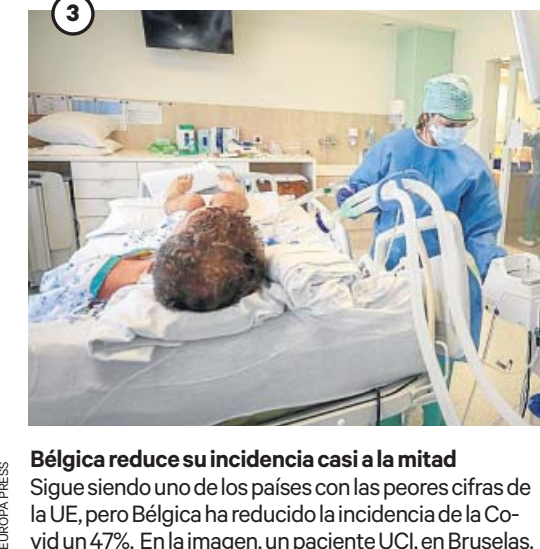 3
Bélgica reduce su incidencia casi a la mitad
Sigue siendo uno de los países con las peores cifras de
la UE, pero Bélgica ha reducido la incidencia de la Co-
vid un 47%. En la imagen, un paciente UCI, en Bruselas.
EUROPA PRESS